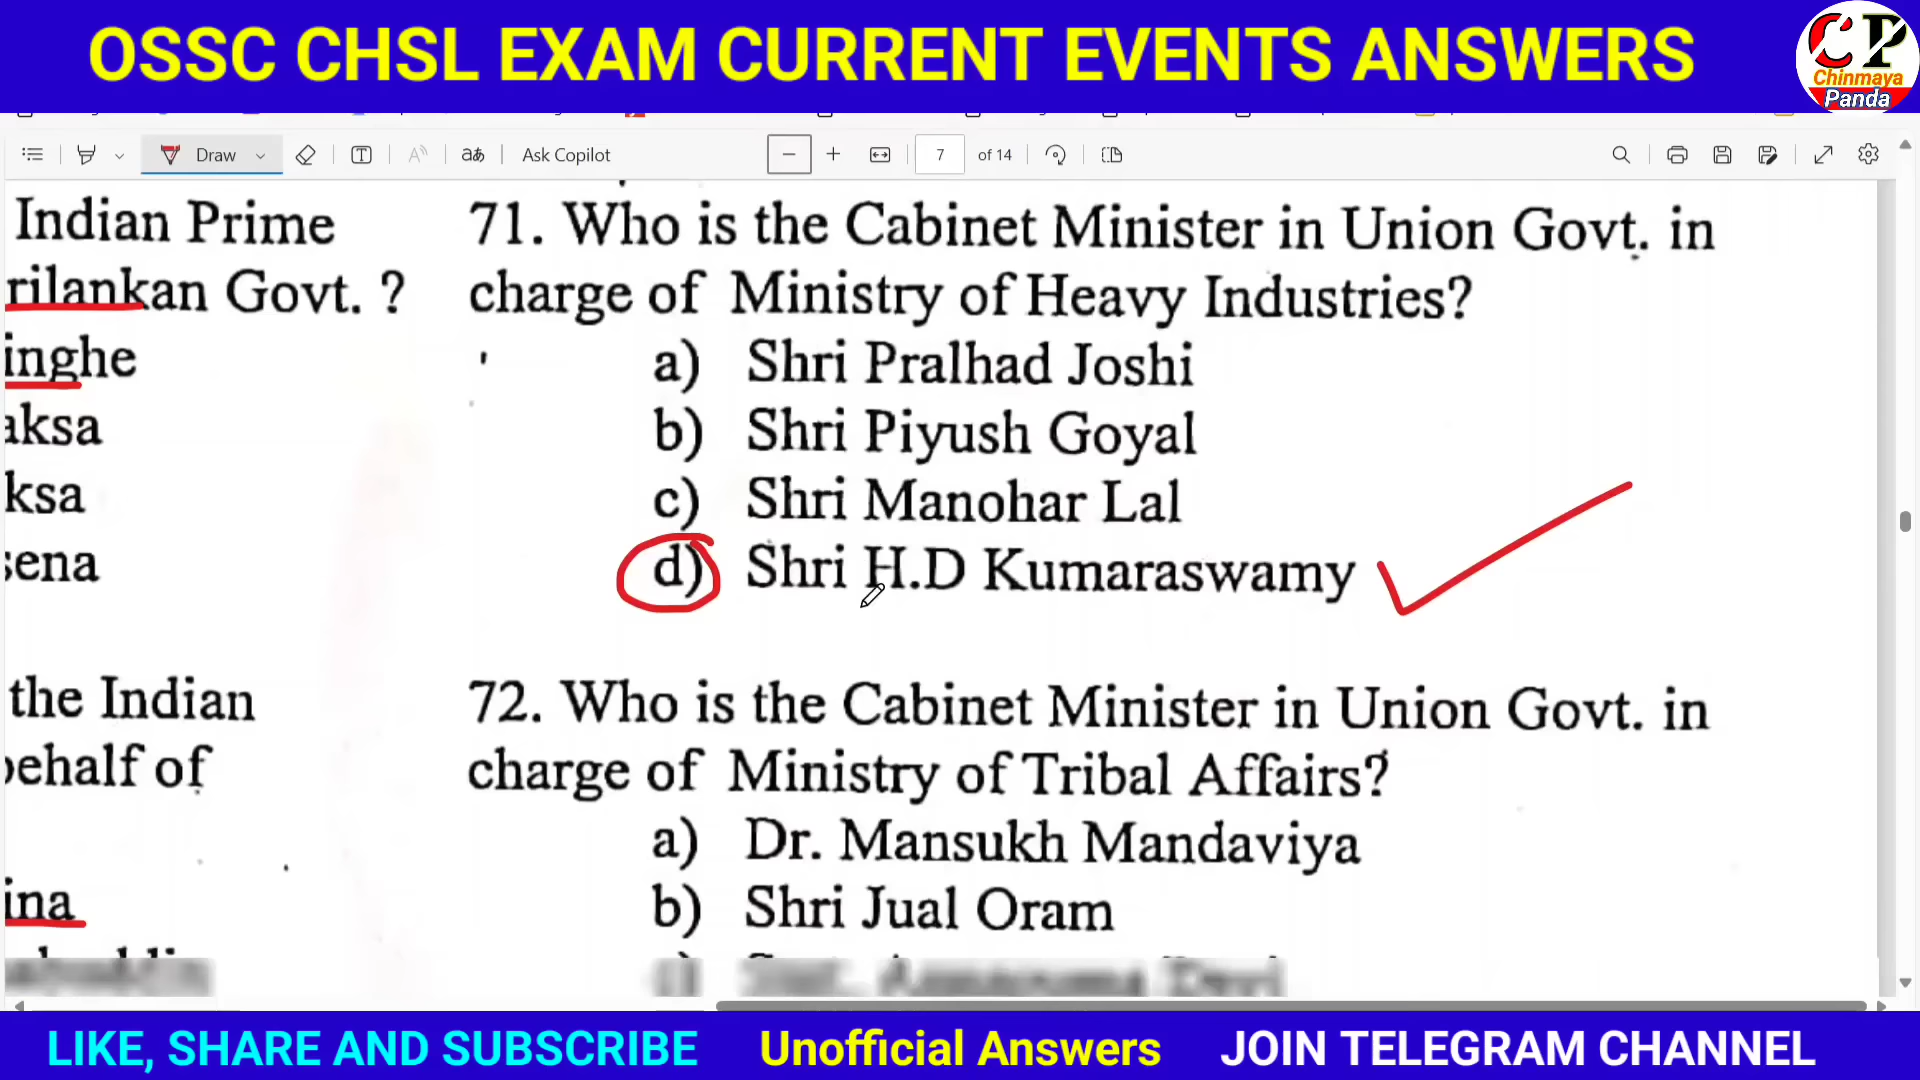 OSSC CHSL EXAM CURRENT EVENTS ANSWERS
CP
Chinmaya
Panda
Draw
Ask Copilot
7 of 14
Indian Prime
rilankan Govt. ?
inghe
aksa
ksa
sena
the Indian
behalf of
ina
71. Who is the Cabinet Minister in Union Govt. in
charge of Ministry of Heavy Industries?
a) Shri Pralhad Joshi
b) Shri Piyush Goyal
c) Shri Manohar Lal
d) Shri H.D Kumaraswamy
72. Who is the Cabinet Minister in Union Govt. in
charge of Ministry of Tribal Affairs?
a) Dr. Mansukh Mandaviya
b) Shri Jual Oram
LIKE, SHARE AND SUBSCRIBE
Unofficial Answers
JOIN TELEGRAM CHANNEL